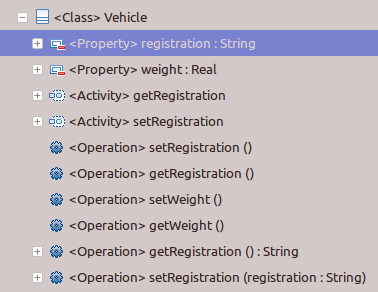 <Class> Vehicle
<Property> registration : String
<Property> weight : Real
<Activity> getRegistration
<Activity> setRegistration
<Operation> setRegistration ()
<Operation> getRegistration ()
<Operation> setWeight ()
<Operation> getWeight ()
<Operation> getRegistration () : String
<Operation> setRegistration (registration : String)